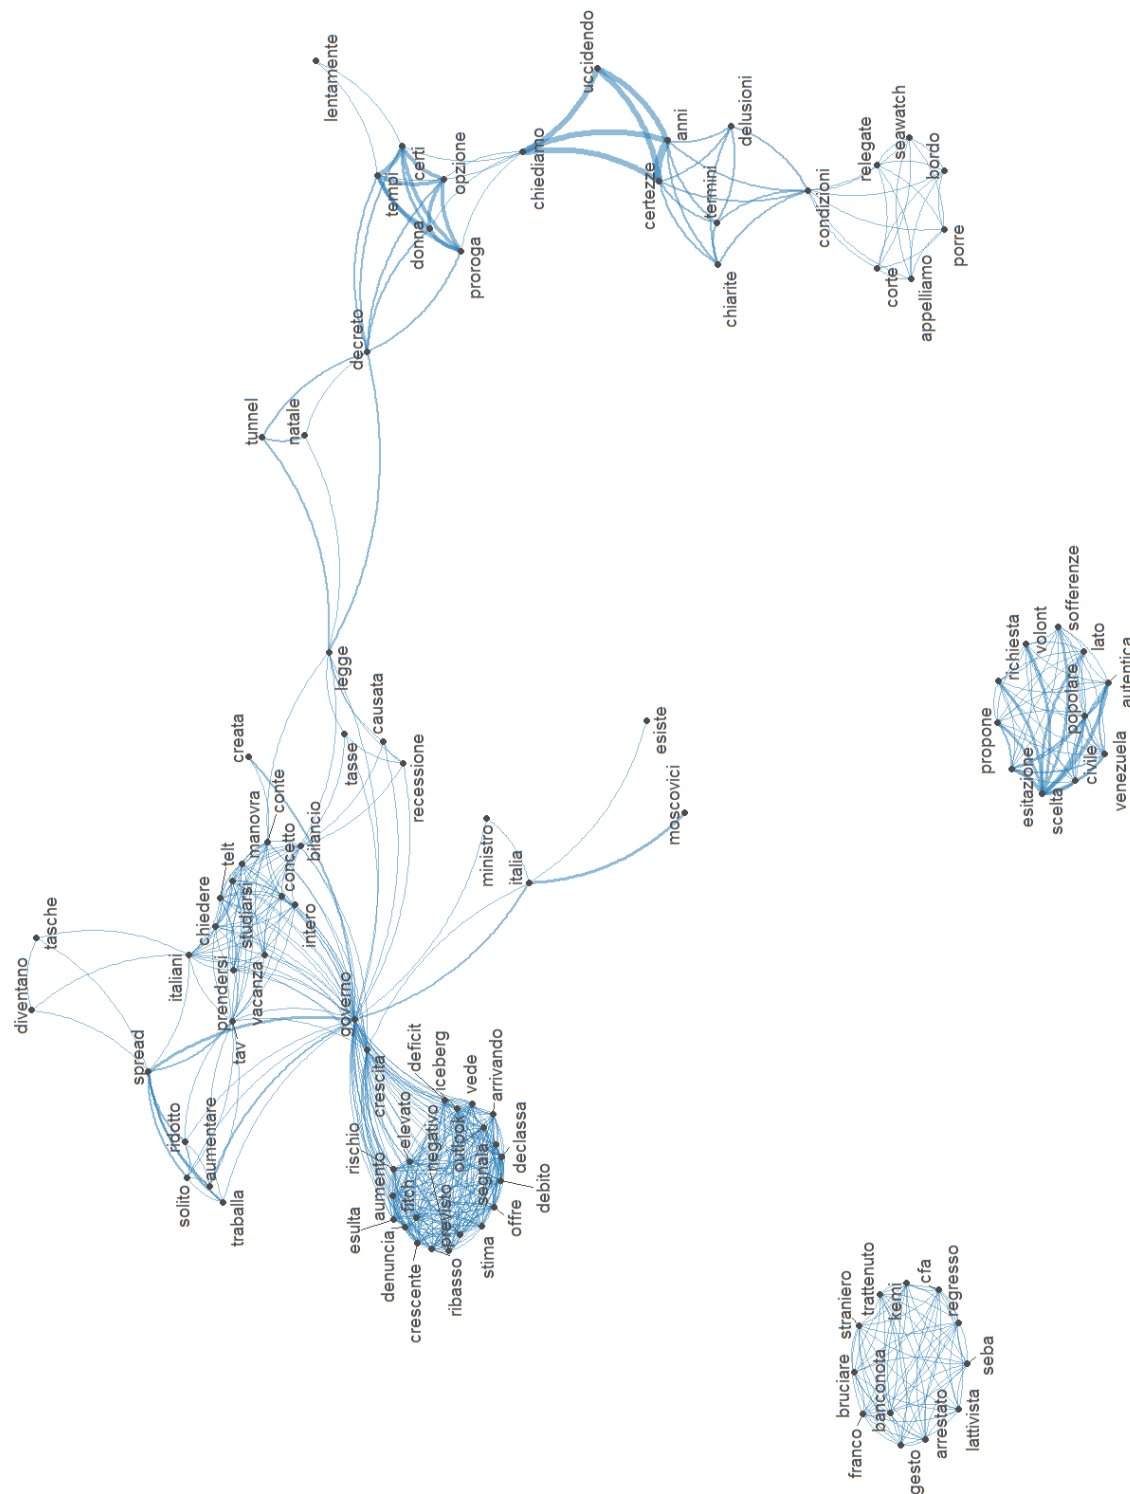 lentamente
uccidendo
tempi
certi
opzione
chiediamo
anni
delusioni
donna
proroga
certezze
termini
condizioni
relegate
seawatch
bordo
chiarite
corte
appelliamo
porre
decreto
tunnel
natale
legge
creata
tasse
causata
recessione
esiste
moscovici
ministro
italia
conte
manovra
telt
concetto
bilancio
chiedere
studiarsi
intero
tasche
diventano
italiani
prendersi
vacanza
spread
tav
governo
ridotto
solito
aumentare
traballa
crescita
deficit
iceberg
vede
arrivando
rischio
elevato
negativo
outlook
segnala
declassa
debito
esulta
aumento
fitch
previsto
offre
denuncia
crescente
ribasso
stima
richiesta
volont
sofferenze
lato
autentica
propone
popolare
esitazione
scelta
civile
venezuela
straniero
trattenuto
kemi
cfa
regresso
bruciare
banconota
seba
franco
gesto
arrestato
lattivista